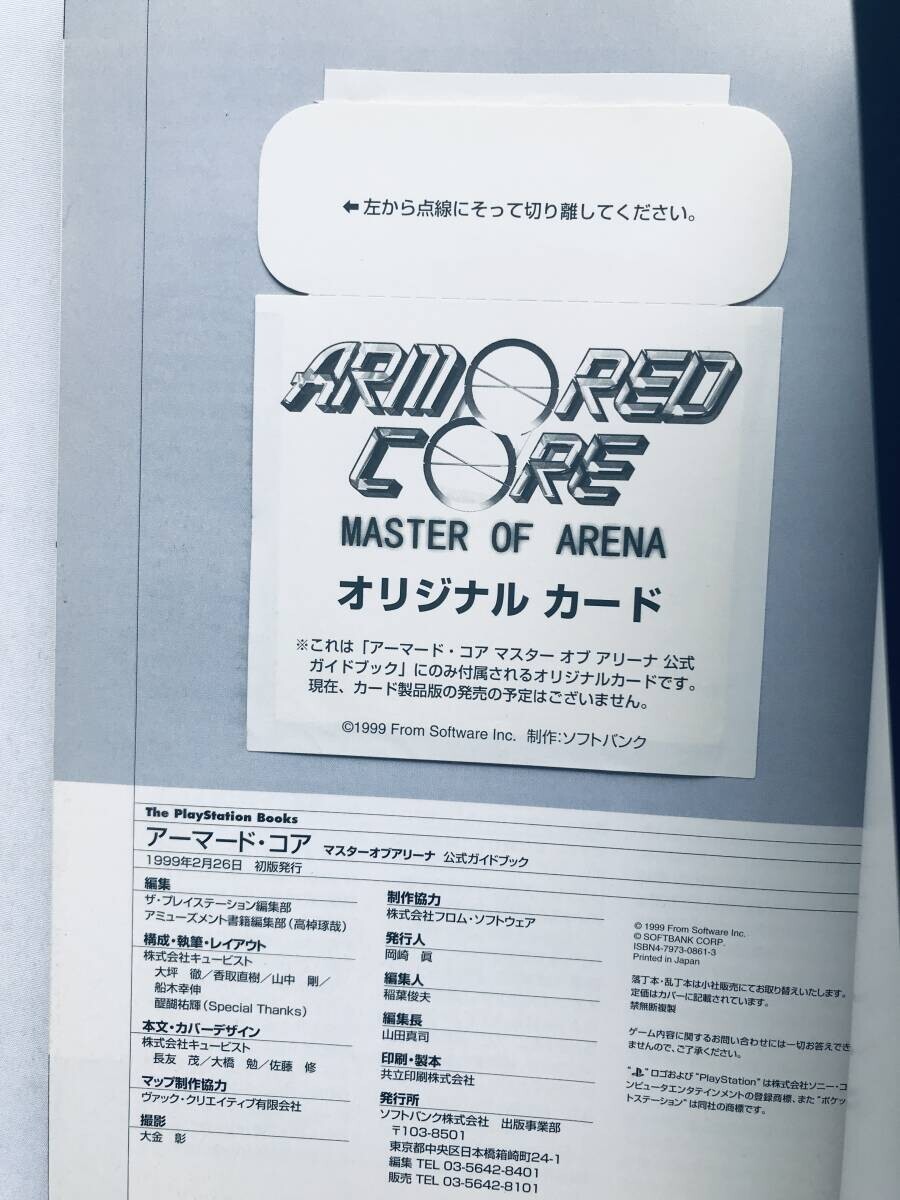 ←左から点線にそって切り離してください。
ARMORED
CORE
MASTER OF ARENA
オリジナル カード
※これは「アーマード・コア マスター オブ アリーナ 公式
ガイドブック」にのみ付属されるオリジナルカードです。
現在、カード製品版の発売の予定はございません。
©1999 From Software Inc. 制作:ソフトバンク
The PlayStation Books
アーマード・コア マスターオブアリーナ 公式ガイドブック
1999年2月26日 初版発行
編集
ザ・プレイステーション編集部
アミューズメント書籍編集部(高棹琢哉)
構成・執筆・レイアウト
株式会社キュービスト
大坪 徹/香取直樹/山中 剛/
船木幸伸
醍醐祐輝(Special Thanks)
本文・カバーデザイン
株式会社キュービスト
長友 茂/大橋 勉/佐藤 修
マップ制作協力
ヴァック・クリエイティブ有限会社
撮影
大金 彰
制作協力
株式会社フロム・ソフトウェア
発行人
岡崎 眞
編集人
稲葉俊夫
編集長
山田真司
印刷・製本
共立印刷株式会社
発行所
ソフトバンク株式会社 出版事業部
〒103-8501
東京都中央区日本橋箱崎町24-1
編集 TEL 03-5642-8401
販売 TEL 03-5642-8101
© 1999 From Software Inc.
© SOFTBANK CORP.
ISBN4-7973-0861-3
Printed in Japan
落丁本・乱丁本は小社販売にてお取り替えいたします。
定価はカバーに記載されています。
禁無断複製
ゲーム内容に関するお問い合わせには一切お答えでき
ませんので、ご了承ください。
" "ロゴおよび"PlayStation"は株式会社ソニー・コ
ンピュータエンタテインメントの登録商標、また"ポケッ
トステーション"は同社の商標です。